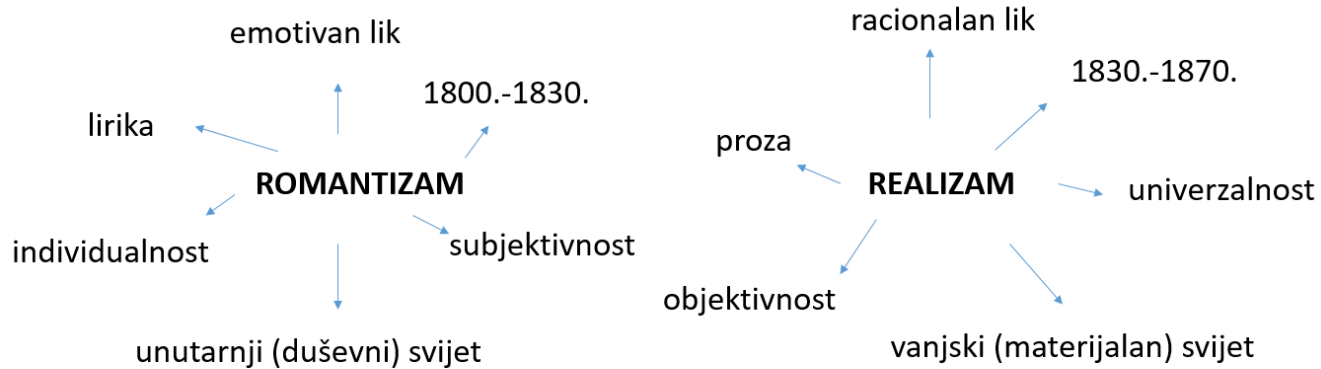 emotivan lik
1800.-1830.
lirika
ROMANTIZAM
individualnost
subjektivnost
unutarnji (duševni) svijet
racionalan lik
1830.-1870.
proza
REALIZAM
univerzalnost
objektivnost
vanjski (materijalan) svijet